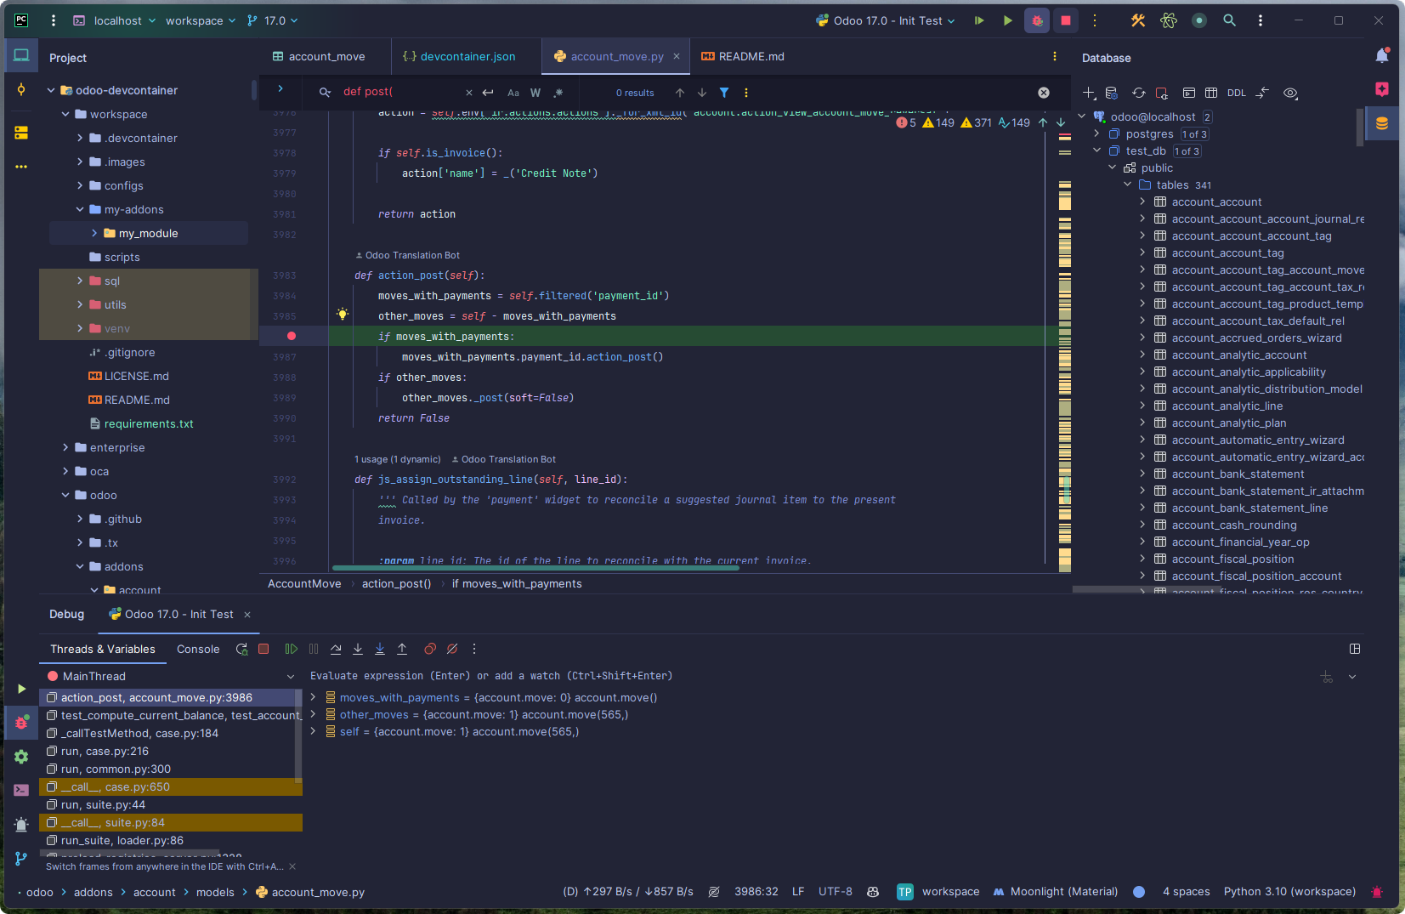 PC localhost workspace 17.0 Odoo 17.0 - Init Test
Project
account_move
devcontainer.json
account_move.py
README.md
Database
def post(
Aa W .*
0 results
DDL
odoo-devcontainer
workspace
.devcontainer
.images
configs
my-addons
my_module
scripts
sql
utils
venv
.gitignore
LICENSE.md
README.md
requirements.txt
enterprise
oca
odoo
.github
.tx
addons
account
5 149 371 149
3976 action = self.env['ir.actions.actions']._for_xml_id('account.action_view_account_move_
3977
3978 if self.is_invoice():
3979 action['name'] = _('Credit Note')
3980
3981 return action
3982
Odoo Translation Bot
3983 def action_post(self):
3984 moves_with_payments = self.filtered('payment_id')
3985 other_moves = self - moves_with_payments
if moves_with_payments:
3987 moves_with_payments.payment_id.action_post()
3988 if other_moves:
3989 other_moves._post(soft=False)
3990 return False
3991
1 usage (1 dynamic) Odoo Translation Bot
3992 def js_assign_outstanding_line(self, line_id):
3993 ''' Called by the 'payment' widget to reconcile a suggested journal item to the present
3994 invoice.
3995
3996 :param line_id: The id of the line to reconcile with the current invoice.
AccountMove action_post() if moves_with_payments
odoo@localhost 2
postgres 1 of 3
test_db 1 of 3
public
tables 341
account_account
account_account_account_journal_re
account_account_account_tag
account_account_tag
account_account_tag_account_move
account_account_tag_account_tax_re
account_account_tag_product_temp
account_account_tax_default_rel
account_accrued_orders_wizard
account_analytic_account
account_analytic_applicability
account_analytic_distribution_model
account_analytic_line
account_analytic_plan
account_automatic_entry_wizard
account_automatic_entry_wizard_acc
account_bank_statement
account_bank_statement_ir_attachm
account_bank_statement_line
account_cash_rounding
account_financial_year_op
account_fiscal_position
account_fiscal_position_account
account_fiscal_position_res_country
Debug Odoo 17.0 - Init Test
Threads & Variables Console
MainThread
Evaluate expression (Enter) or add a watch (Ctrl+Shift+Enter)
action_post, account_move.py:3986
test_compute_current_balance, test_account_
_callTestMethod, case.py:184
run, case.py:216
run, common.py:300
__call__, case.py:650
run, suite.py:44
__call__, suite.py:84
run_suite, loader.py:86
moves_with_payments = {account.move: 0} account.move()
other_moves = {account.move: 1} account.move(565,)
self = {account.move: 1} account.move(565,)
Switch frames from anywhere in the IDE with Ctrl+A...
odoo addons account models account_move.py
(D) ↑297 B/s / ↓857 B/s 3986:32 LF UTF-8 TP workspace Moonlight (Material) 4 spaces Python 3.10 (workspace)